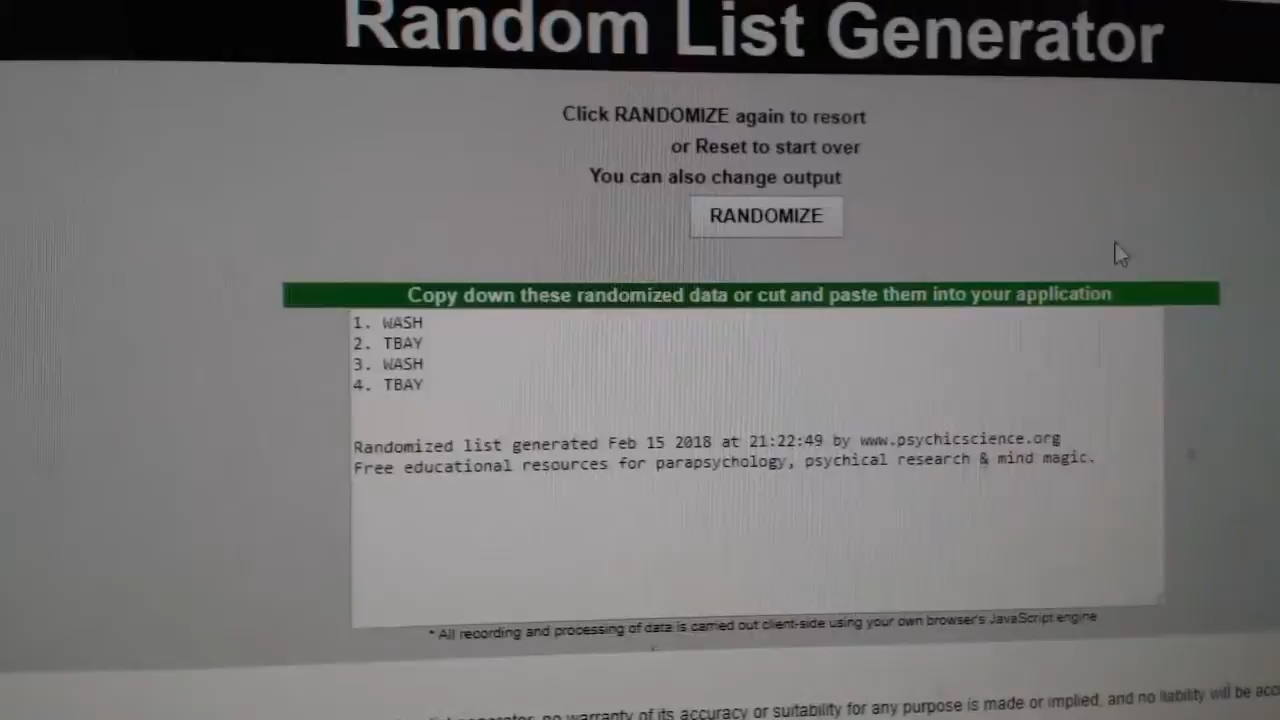 Random List Generator
Click RANDOMIZE again to resort
or Reset to start over
You can also change output
RANDOMIZE
Copy down these randomized data or cut and paste them into your application
1. WASH
2. TBAY
3. WASH
4. TBAY
Randomized list generated Feb 15 2018 at 21:22:49 by www.psychicscience.org
Free educational resources for parapsychology, psychical research & mind magic.
* All recording and processing of data is carried out client-side using your own browser's JavaScript engine
no warranty of its accuracy or suitability for any purpose is made or implied, and no liability will be